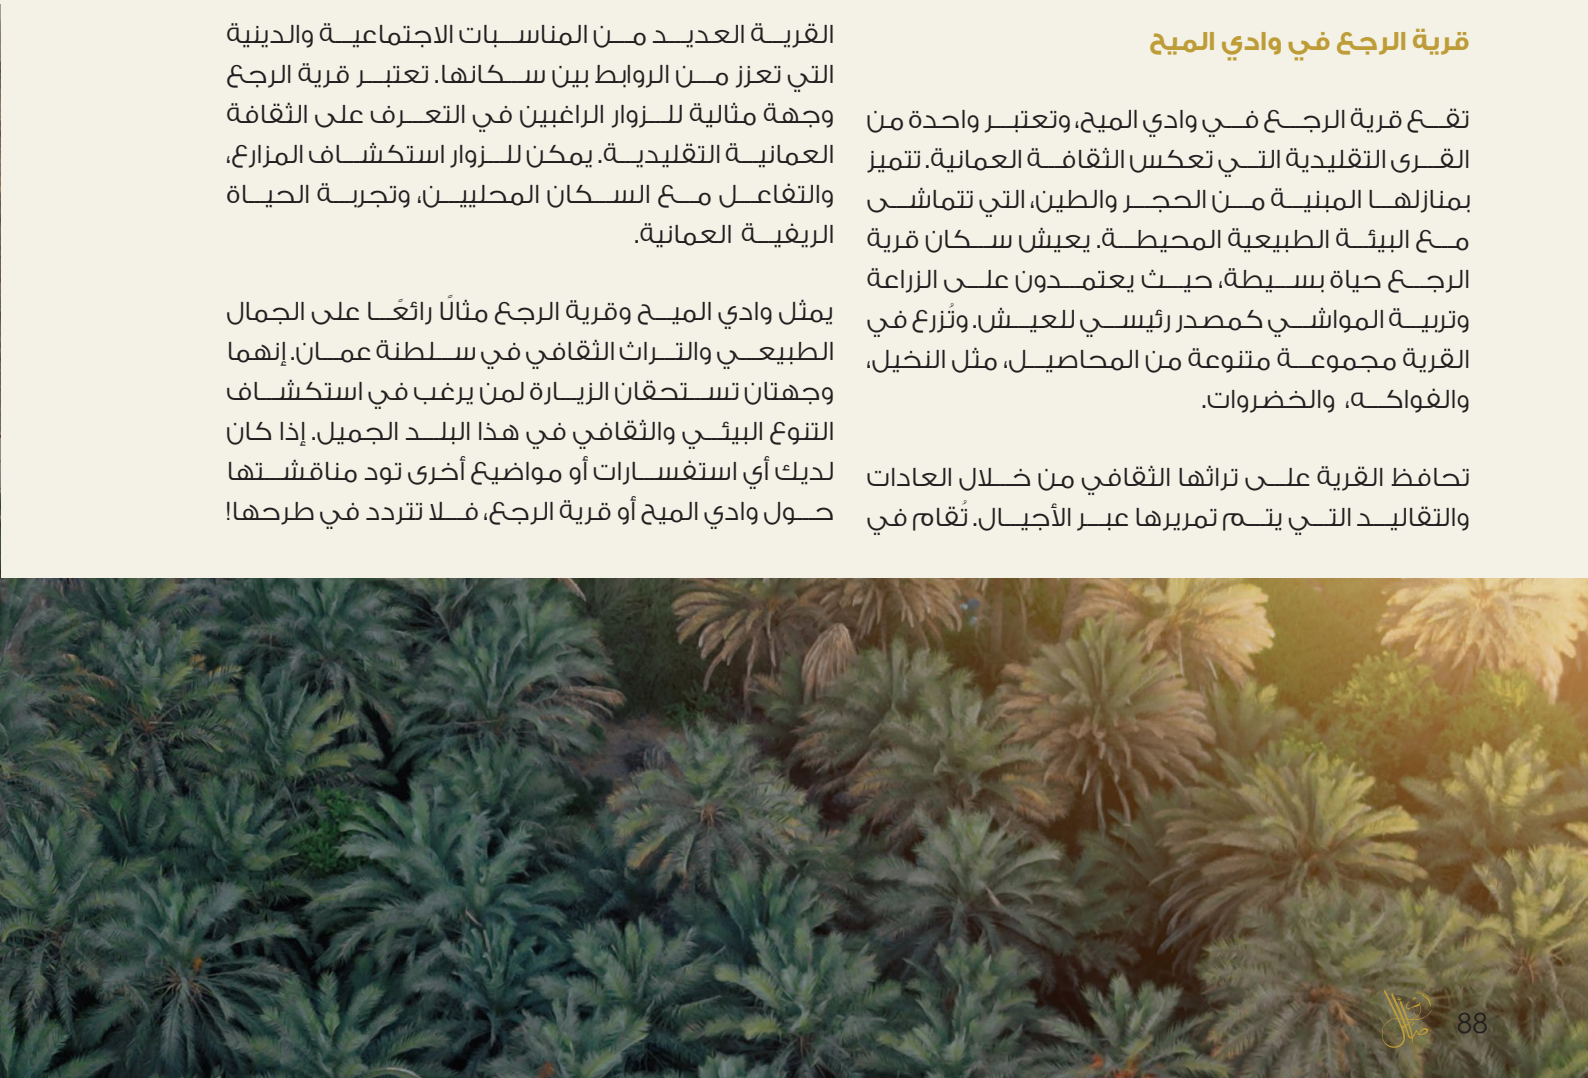 قرية الرجع في وادي الميح
تقع قرية الرجع في وادي الميح، وتعتبر واحدة من
القرى التقليدية التي تعكس الثقافة العمانية. تتميز
بمنازلها المبنية من الحجر والطين، التي تتماشى
مع البيئة الطبيعية المحيطة. يعيش سكان قرية
الرجع حياة بسيطة، حيث يعتمدون على الزراعة
وتربية المواشي كمصدر رئيسي للعيش. وتُزرع في
القرية مجموعة متنوعة من المحاصيل، مثل النخيل،
والفواكه، والخضروات.
تحافظ القرية على تراثها الثقافي من خلال العادات
والتقاليد التي يتم تمريرها عبر الأجيال. تُقام في
القرية العديد من المناسبات الاجتماعية والدينية
التي تعزز من الروابط بين سكانها. تعتبر قرية الرجع
وجهة مثالية للزوار الراغبين في التعرف على الثقافة
العمانية التقليدية. يمكن للزوار استكشاف المزارع،
والتفاعل مع السكان المحليين، وتجربة الحياة
الريفية العمانية.
يمثل وادي الميح وقرية الرجع مثالًا رائعًا على الجمال
الطبيعي والتراث الثقافي في سلطنة عمان. إنهما
وجهتان تستحقان الزيارة لمن يرغب في استكشاف
التنوع البيئي والثقافي في هذا البلد الجميل. إذا كان
لديك أي استفسارات أو مواضيع أخرى تود مناقشتها
حول وادي الميح أو قرية الرجع، فلا تتردد في طرحها!
88